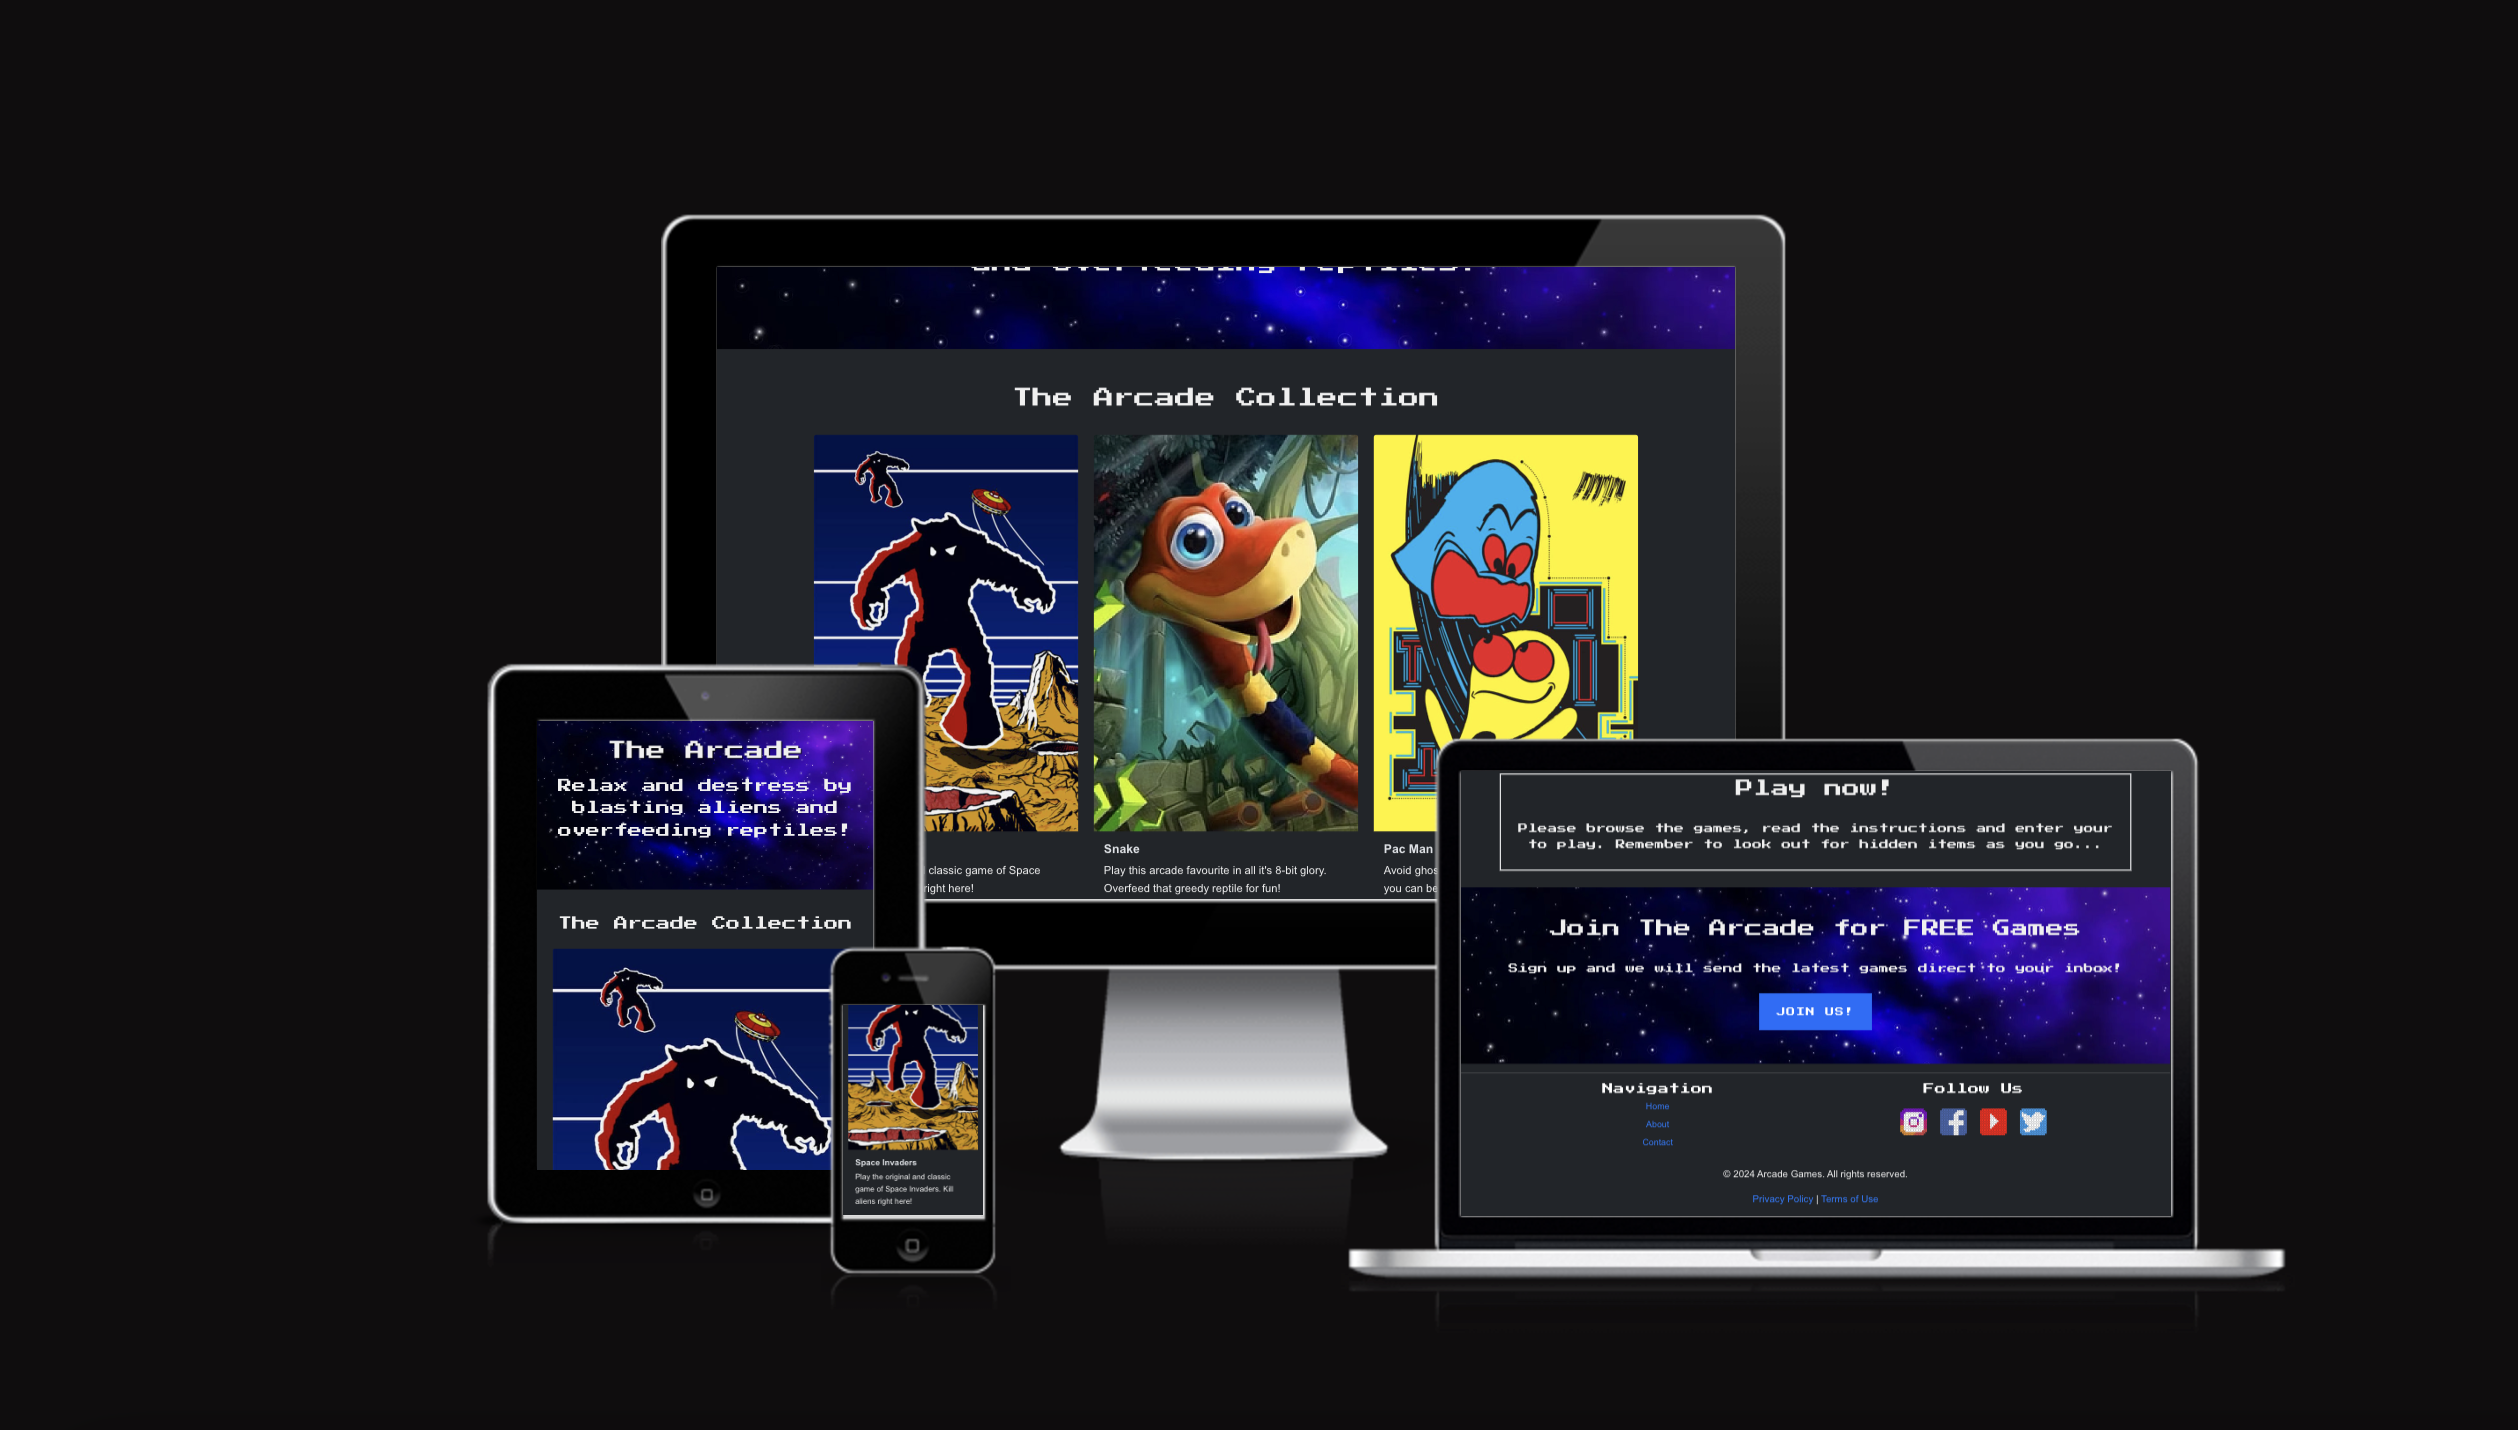 and overfeeding reptiles!
The Arcade Collection
Snake
Play this arcade favourite in all it's 8-bit glory.
Overfeed that greedy reptile for fun!
Pac Man
Avoid ghos
you can be
classic game of Space
right here!
The Arcade
Relax and destress by
blasting aliens and
overfeeding reptiles!
The Arcade Collection
Space Invaders
Play the original and classic
game of Space Invaders. Kill
aliens right here!
Play now!
Please browse the games, read the instructions and enter your
to play. Remember to look out for hidden items as you go...
Join The Arcade for FREE Games
Sign up and we will send the latest games direct to your inbox!
JOIN US!
Navigation
Home
About
Contact
Follow Us
© 2024 Arcade Games. All rights reserved.
Privacy Policy | Terms of Use